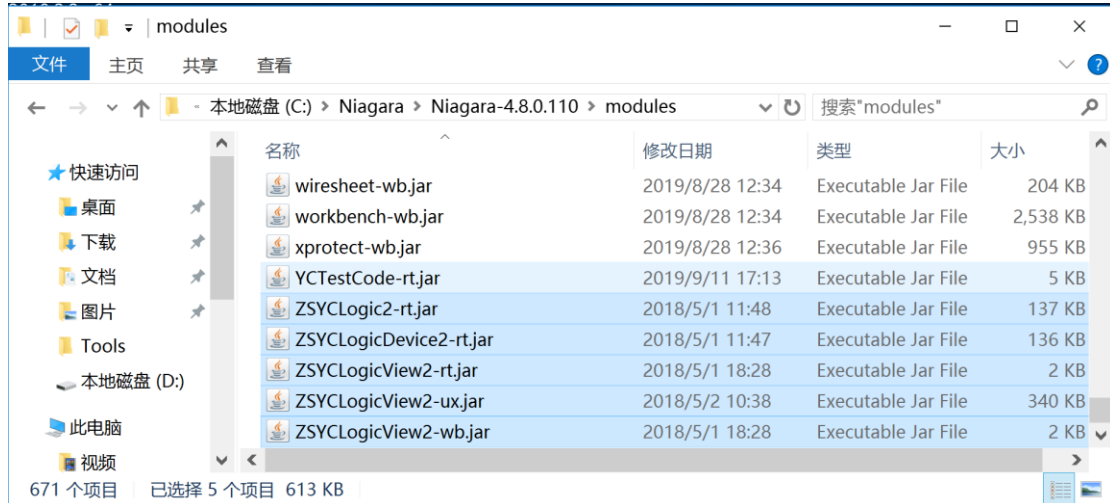 modules
文件 主页 共享 查看
本地磁盘 (C:) > Niagara > Niagara-4.8.0.110 > modules 搜索"modules"
名称 修改日期 类型 大小
快速访问
桌面
下载
文档
图片
Tools
本地磁盘 (D:)
此电脑
视频
wiresheet-wb.jar 2019/8/28 12:34 Executable Jar File 204 KB
workbench-wb.jar 2019/8/28 12:34 Executable Jar File 2,538 KB
xprotect-wb.jar 2019/8/28 12:36 Executable Jar File 955 KB
YCTestCode-rt.jar 2019/9/11 17:13 Executable Jar File 5 KB
ZSYCLogic2-rt.jar 2018/5/1 11:48 Executable Jar File 137 KB
ZSYCLogicDevice2-rt.jar 2018/5/1 11:47 Executable Jar File 136 KB
ZSYCLogicView2-rt.jar 2018/5/1 18:28 Executable Jar File 2 KB
ZSYCLogicView2-ux.jar 2018/5/2 10:38 Executable Jar File 340 KB
ZSYCLogicView2-wb.jar 2018/5/1 18:28 Executable Jar File 2 KB
671 个项目 已选择 5 个项目 613 KB